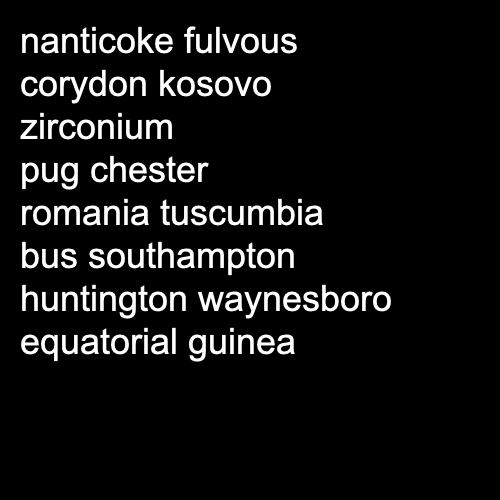 nanticoke fulvous
corydon kosovo
zirconium
pug chester
romania tuscumbia
bus southampton
huntington waynesboro
equatorial guinea